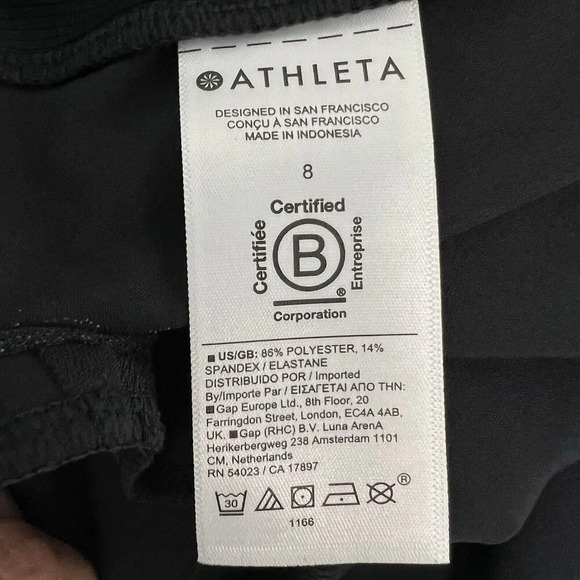 ATHLETA
DESIGNED IN SAN FRANCISCO
CONÇU À SAN FRANCISCO
MADE IN INDONESIA
8
Certified
Certifiée
B
Entreprise
®
Corporation
■ US/GB: 86% POLYESTER, 14%
SPANDEX / ELASTANE
DISTRIBUIDO POR / Imported
By/Importe Par / ΕΙΣΑΓΕΤΑΙ ΑΠΟ ΤΗΝ:
■ Gap Europe Ltd., 8th Floor, 20
Farringdon Street, London, EC4A 4AB,
UK. ■ Gap (RHC) B.V. Luna ArenA
Herikerbergweg 238 Amsterdam 1101
CM, Netherlands
RN 54023 / CA 17897
30 ®
1166